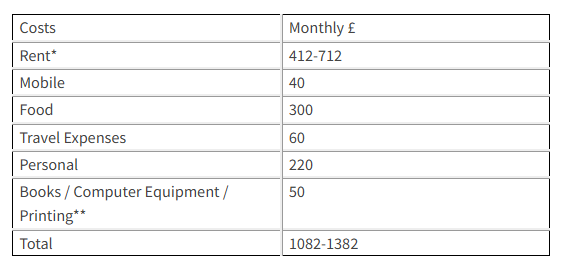 Costs Monthly £
Rent* 412-712
Mobile 40
Food 300
Travel Expenses 60
Personal 220
Books / Computer Equipment / 50
Printing**
Total 1082-1382